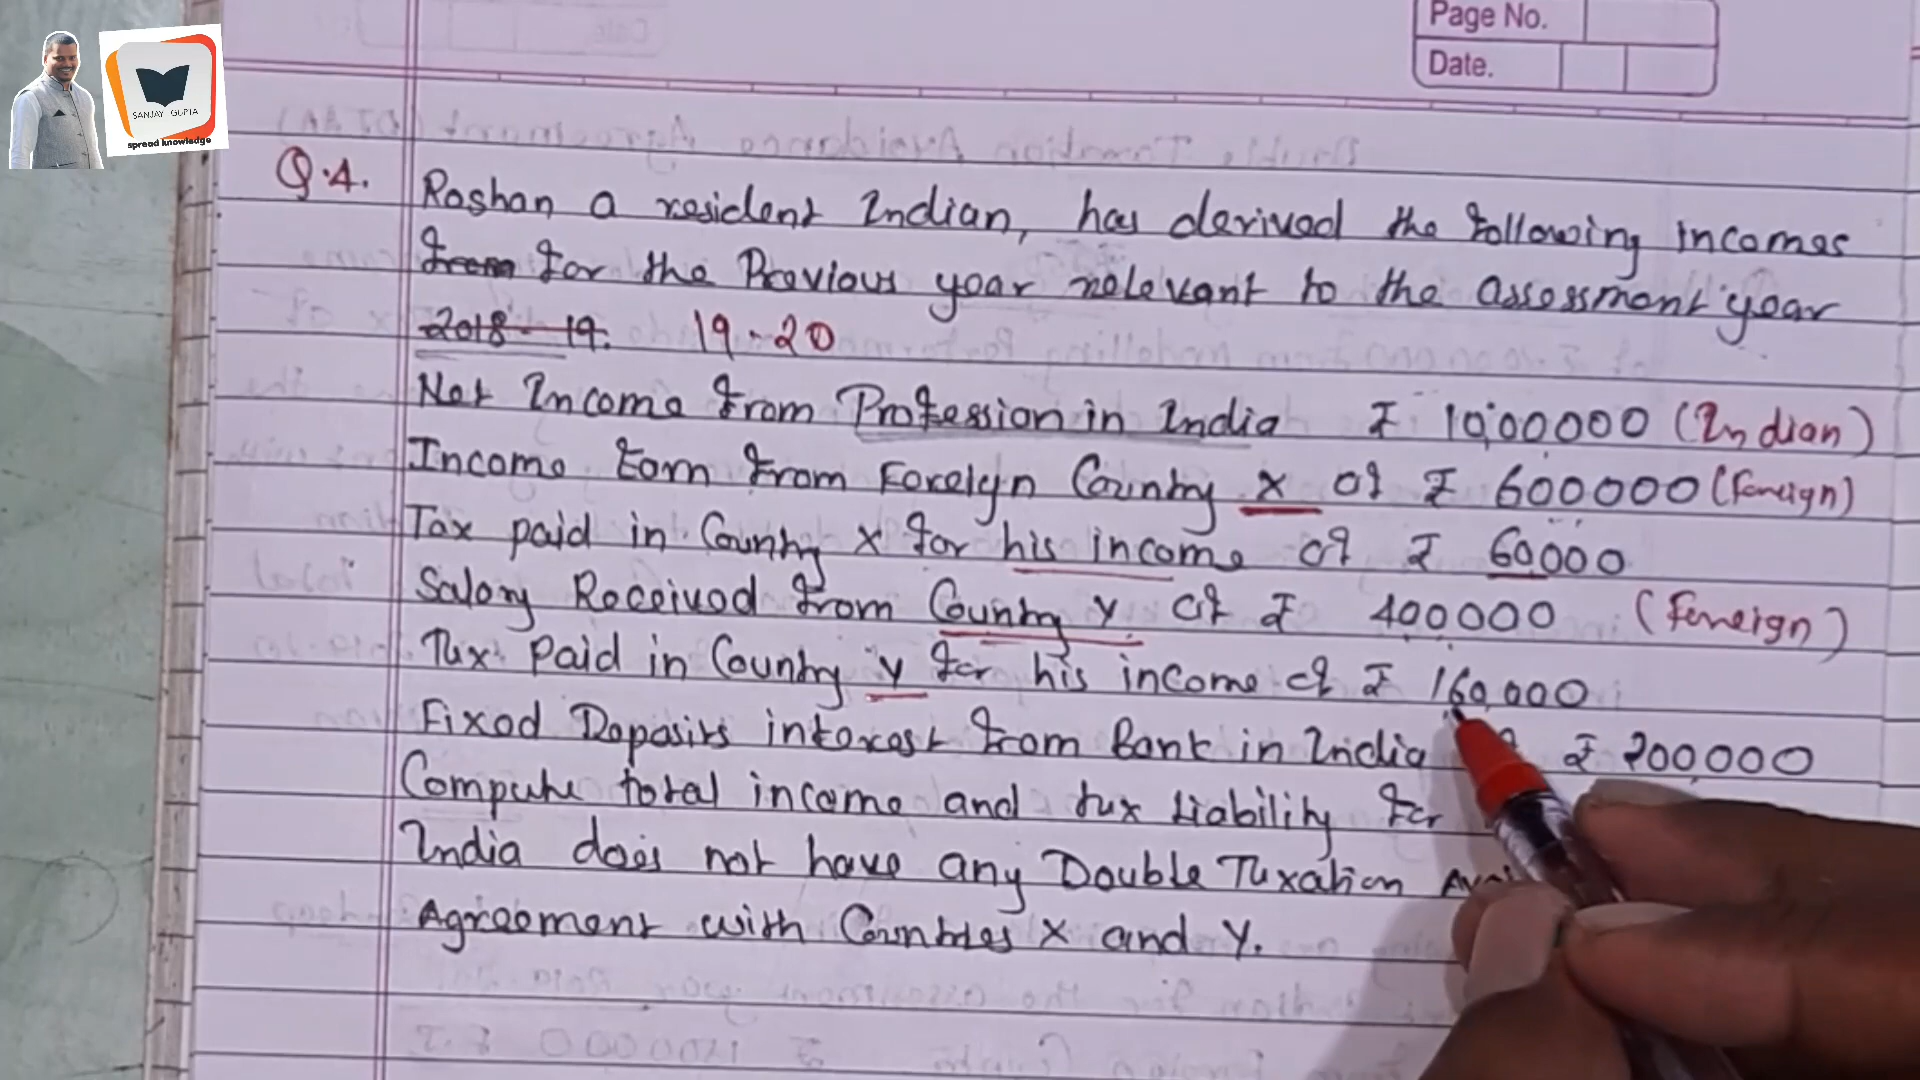 Page No.
Date.
SANJAY GUPTA
spread knowledge
Q.4. Roshan a resident Indian, has derived the following incomes
from for the Previous year relevant to the assessment year
2018-19. 19-20
Net Income from Profession in India ₹ 10,00000 (Indian)
Income Earn from Foreign Country X of ₹ 600000 (Foreign)
Tax paid in Country X for his income of ₹ 60000
Salary Received from Country Y of ₹ 400000 (Foreign)
Tax Paid in Country Y for his income of ₹ 160,000
Fixed Deposits interest from Bank in India ₹ 200,000
Compute total income and tax liability for
India does not have any Double Taxation
Agreement with Countries X and Y.